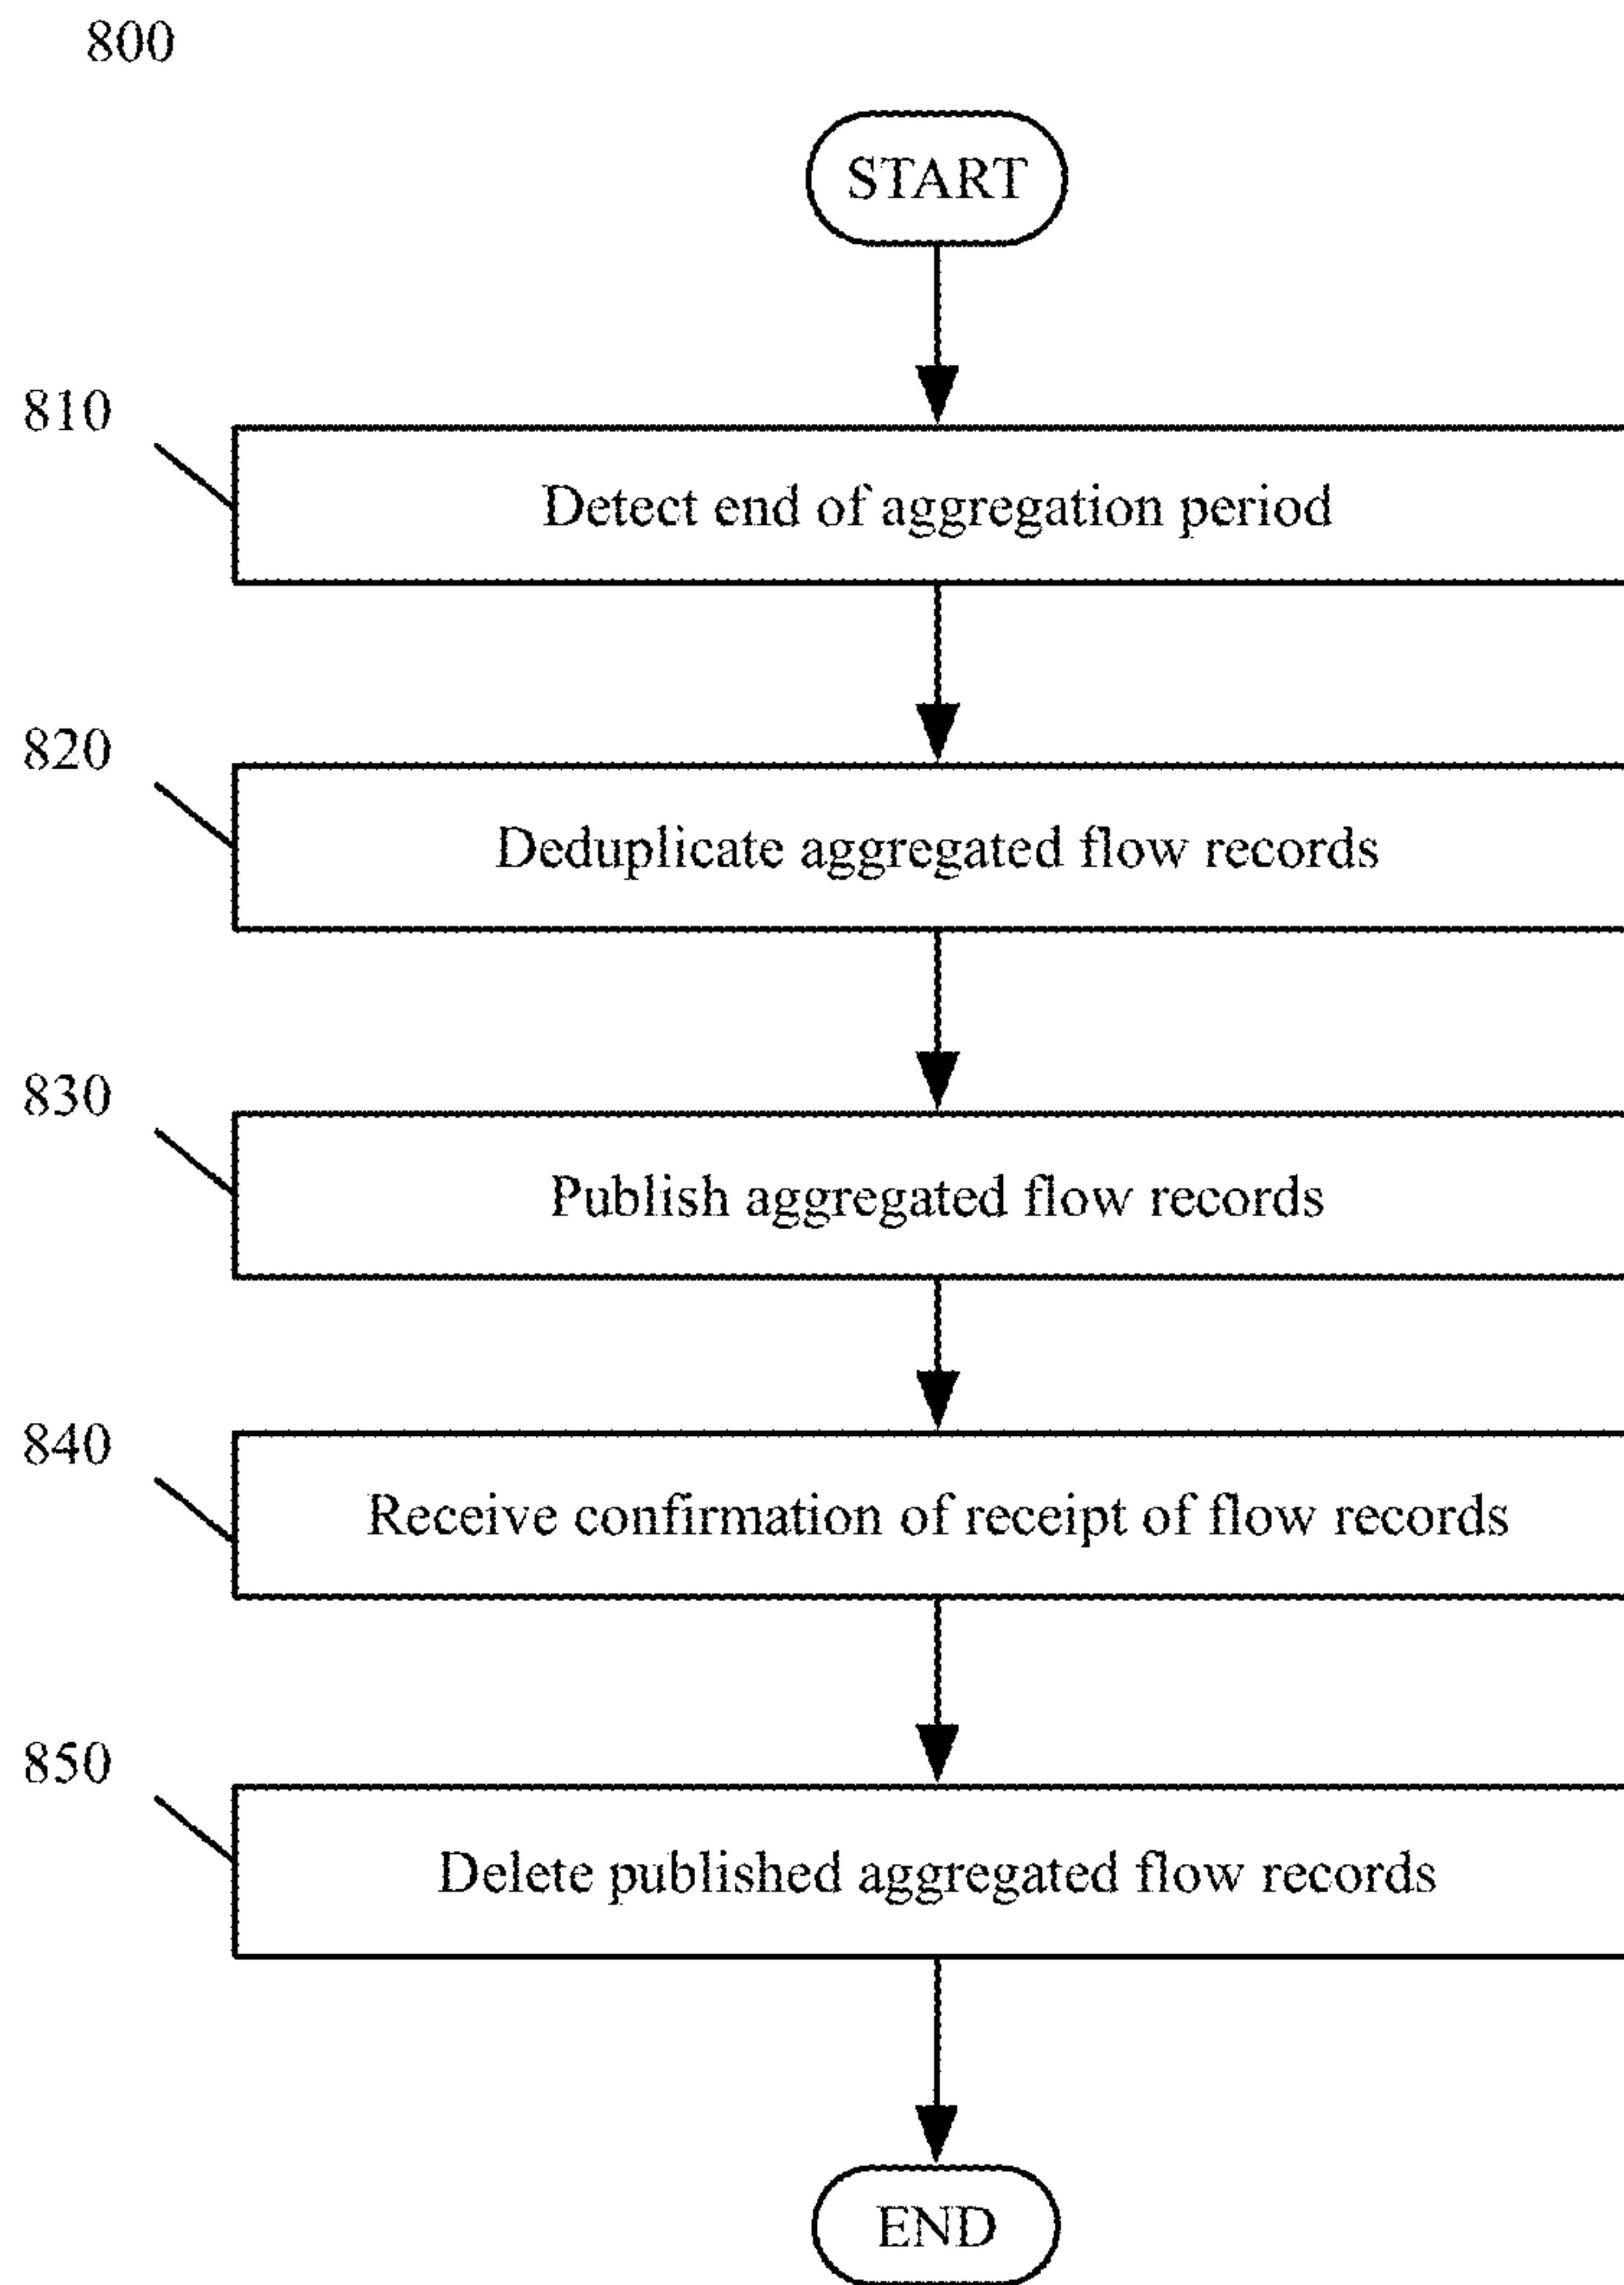 800
START
810
Detect end of aggregation period
820
Deduplicate aggregated flow records
830
Publish aggregated flow records
840
Receive confirmation of receipt of flow records
850
Delete published aggregated flow records
END